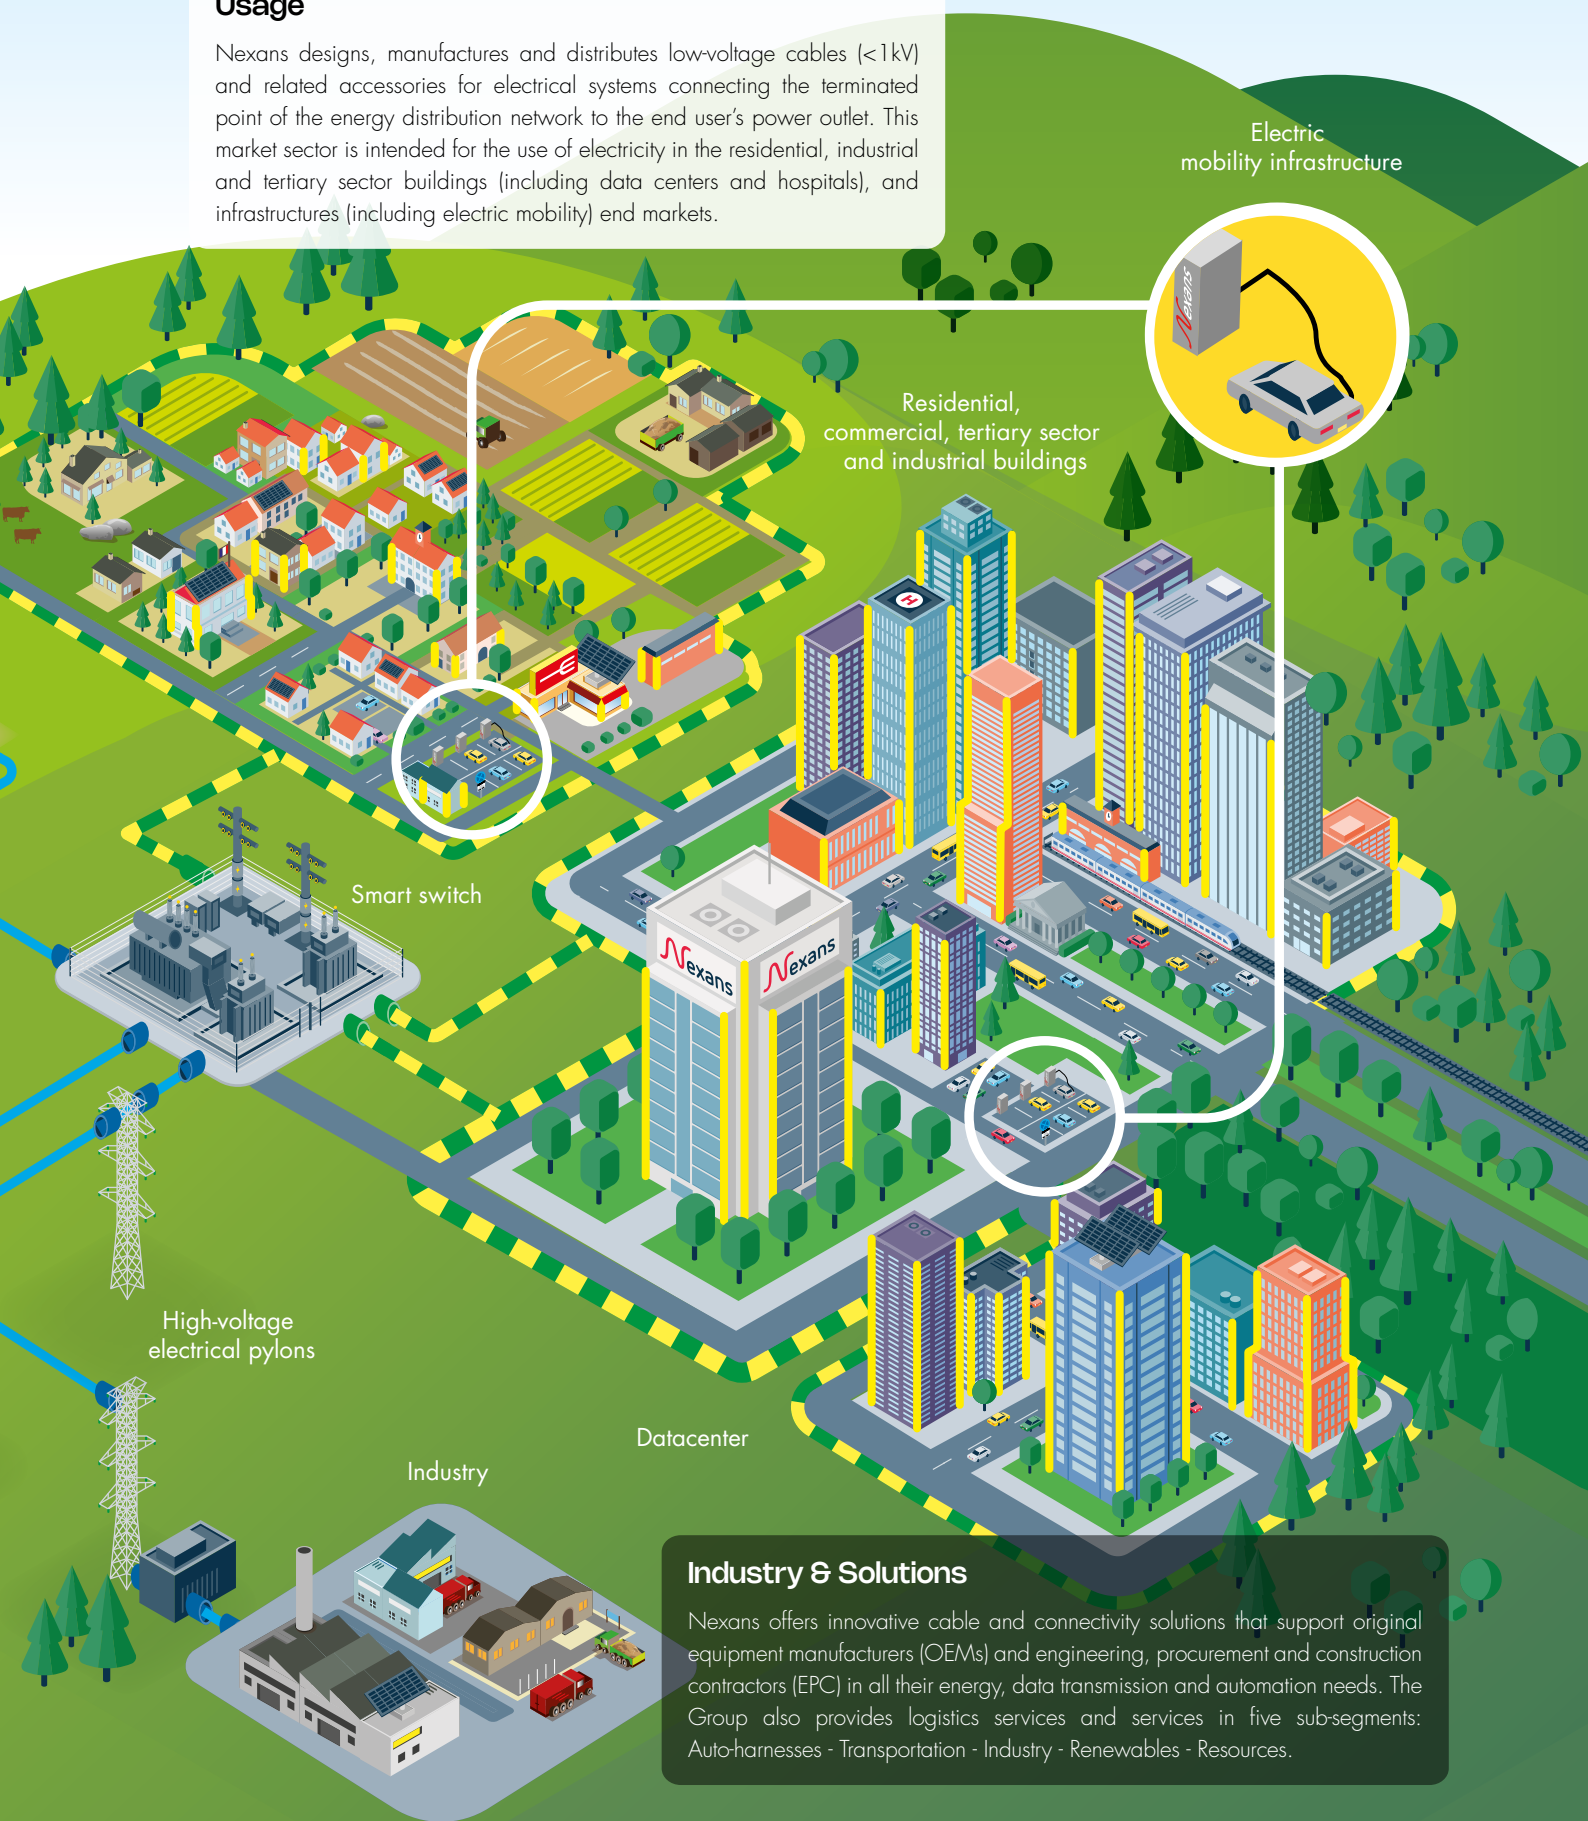 Usage
Nexans designs, manufactures and distributes low-voltage cables (<1kV)
and related accessories for electrical systems connecting the terminated
point of the energy distribution network to the end user's power outlet. This
market sector is intended for the use of electricity in the residential, industrial
and tertiary sector buildings (including data centers and hospitals), and
infrastructures (including electric mobility) end markets.
Electric
mobility infrastructure
Nexans
Residential,
commercial, tertiary sector
and industrial buildings
H
Smart switch
Nexans
Nexans
High-voltage
electrical pylons
Datacenter
Industry
Industry & Solutions
Nexans offers innovative cable and connectivity solutions that support original
equipment manufacturers (OEMs) and engineering, procurement and construction
contractors (EPC) in all their energy, data transmission and automation needs. The
Group also provides logistics services and services in five sub-segments:
Auto-harnesses - Transportation - Industry - Renewables - Resources.